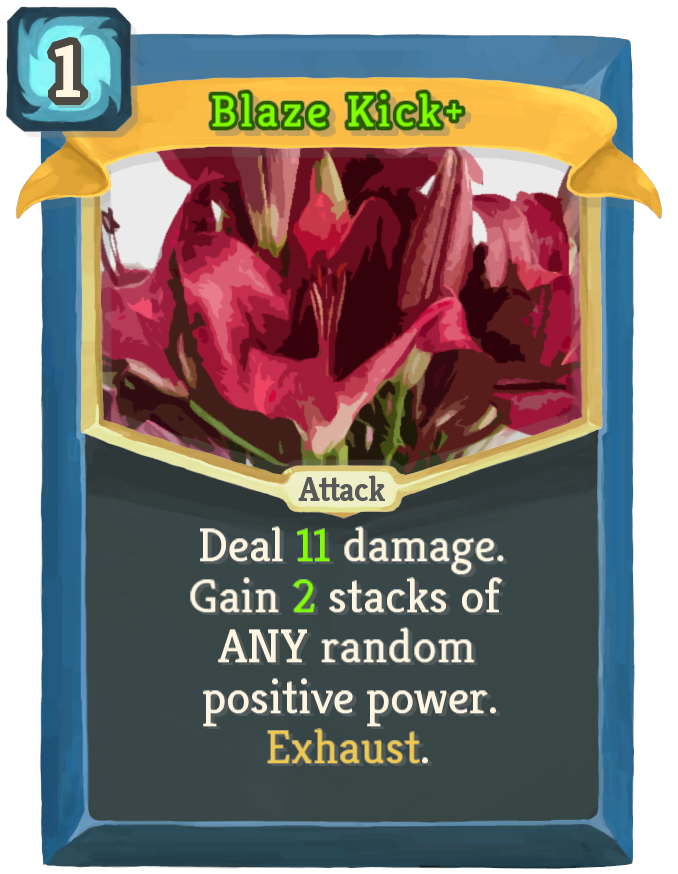 1
Blaze Kick+
Attack
Deal 11 damage.
Gain 2 stacks of
ANY random
positive power.
Exhaust.